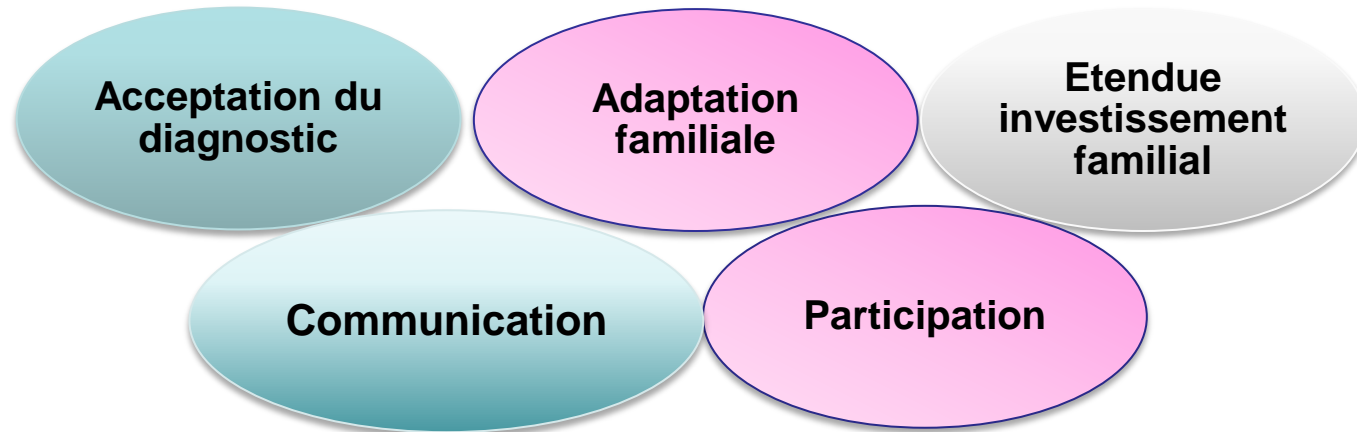 Acceptation du
diagnostic
Adaptation
familiale
Etendue
investissement
familial
Communication
Participation